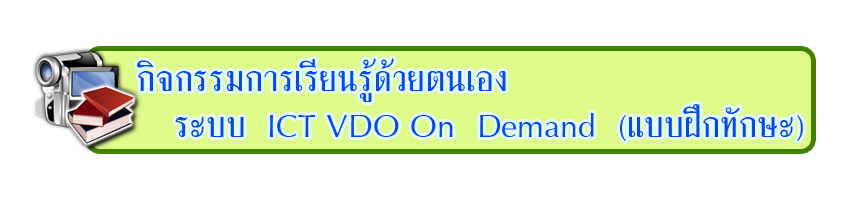 กิจกรรมการเรียนรู้ด้วยตนเอง
ระบบ ICT VDO On Demand (แบบฝึกทักษะ)